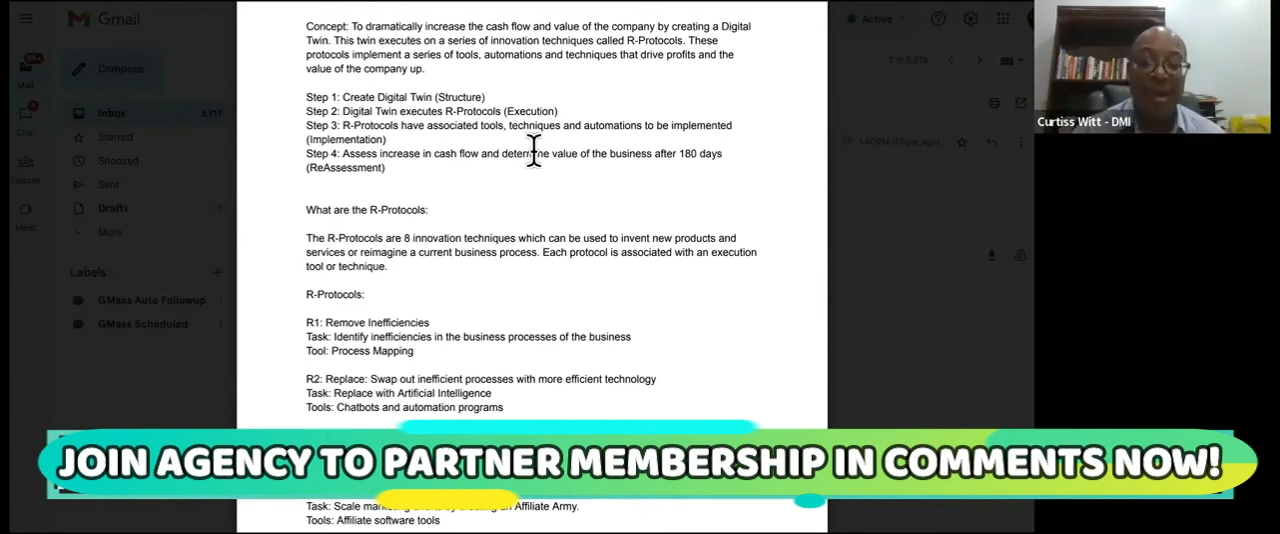 Gmail
Active
Compose
99+
Mail
Inbox
3,717
Chat
Starred
Snoozed
Spaces
Sent
Drafts
Meet
More
Labels
GMass Auto Followup
GMass Scheduled
Concept: To dramatically increase the cash flow and value of the company by creating a Digital
Twin. This twin executes on a series of innovation techniques called R-Protocols. These
protocols implement a series of tools, automations and techniques that drive profits and the
value of the company up.
Step 1: Create Digital Twin (Structure)
Step 2: Digital Twin executes R-Protocols (Execution)
Step 3: R-Protocols have associated tools, techniques and automations to be implemented
(Implementation)
Step 4: Assess increase in cash flow and determine value of the business after 180 days
(ReAssessment)
What are the R-Protocols:
The R-Protocols are 8 innovation techniques which can be used to invent new products and
services or reimagine a current business process. Each protocol is associated with an execution
tool or technique.
R-Protocols:
R1: Remove Inefficiencies
Task: Identify inefficiencies in the business processes of the business
Tool: Process Mapping
R2: Replace: Swap out inefficient processes with more efficient technology
Task: Replace with Artificial Intelligence
Tools: Chatbots and automation programs
JOIN AGENCY TO PARTNER MEMBERSHIP IN COMMENTS NOW!
Task: Scale marketing efforts by creating an Affiliate Army.
Tools: Affiliate software tools
Curtiss Witt - DMI
(1 hour ago)